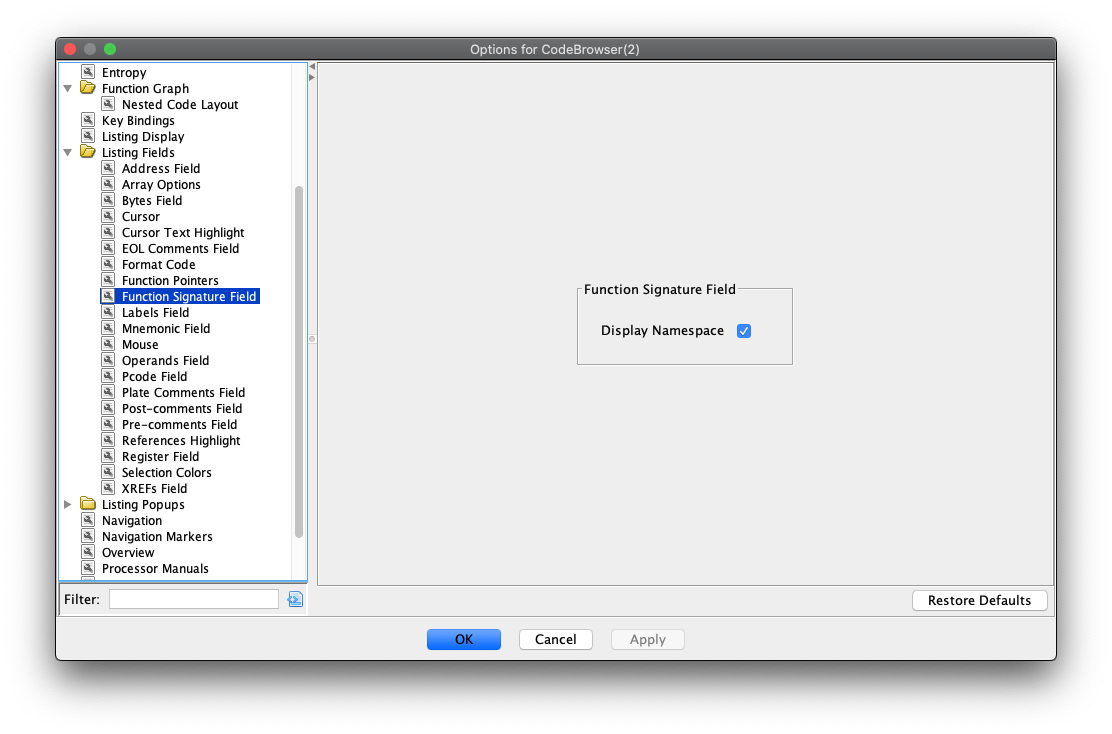 Options for CodeBrowser(2)
Entropy
Function Graph
Nested Code Layout
Key Bindings
Listing Display
Listing Fields
Address Field
Array Options
Bytes Field
Cursor
Cursor Text Highlight
EOL Comments Field
Format Code
Function Pointers
Function Signature Field
Labels Field
Mnemonic Field
Mouse
Operands Field
Pcode Field
Plate Comments Field
Post-comments Field
Pre-comments Field
References Highlight
Register Field
Selection Colors
XREFs Field
Listing Popups
Navigation
Navigation Markers
Overview
Processor Manuals
Filter:
Function Signature Field
Display Namespace
Restore Defaults
OK
Cancel
Apply